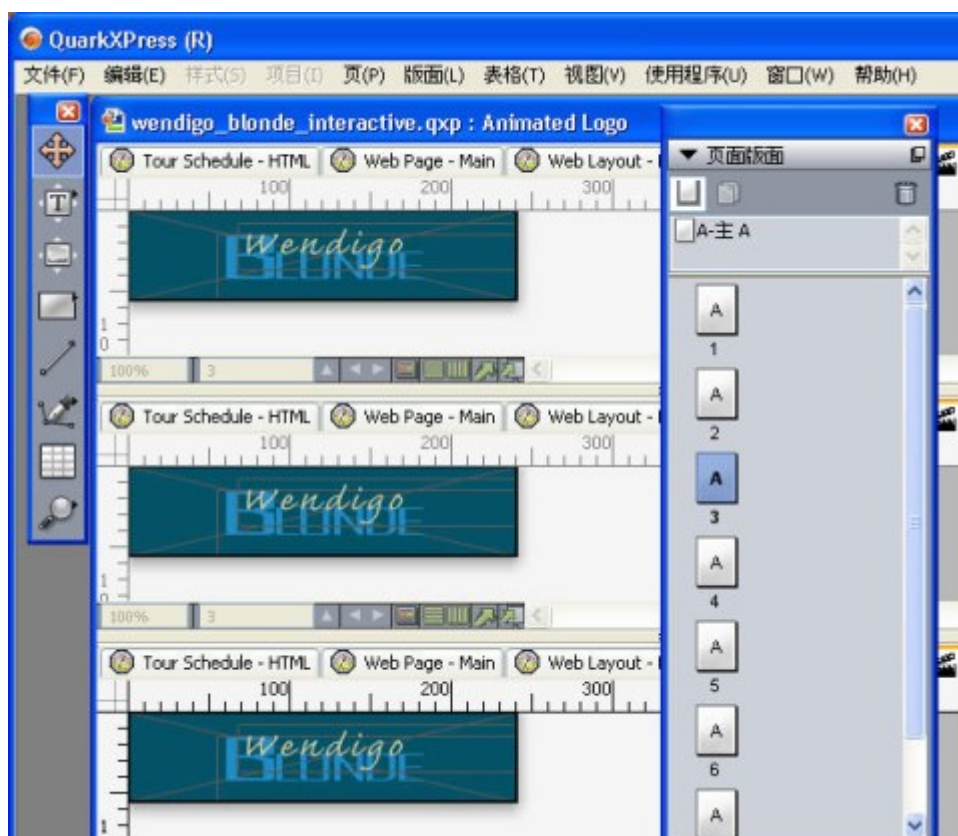 QuarkXPress (R)
文件(F) 编辑(E) 样式(S) 项目(I) 页(P) 版面(L) 表格(T) 视图(V) 使用程序(U) 窗口(W) 帮助(H)
wendigo_blonde_interactive.qxp : Animated Logo
Tour Schedule - HTML Web Page - Main Web Layout -
100 200 300
Wendigo
BLONDE
1
0
100% 3
Tour Schedule - HTML Web Page - Main Web Layout -
100 200 300
Wendigo
BLONDE
1
0
100% 3
Tour Schedule - HTML Web Page - Main Web Layout -
100 200 300
Wendigo
BLONDE
1
页面版面
A-主 A
A
1
A
2
A
3
A
4
A
5
A
6
A
T